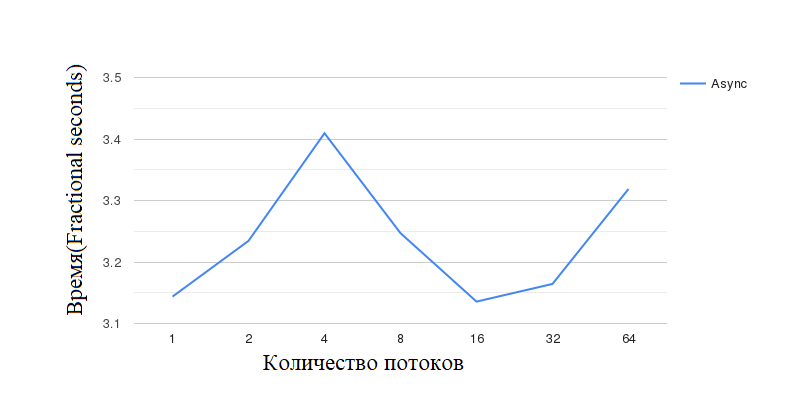 Время(Fractional seconds)
3.5
3.4
3.3
3.2
3.1
1 2 4 8 16 32 64
Количество потоков
Async